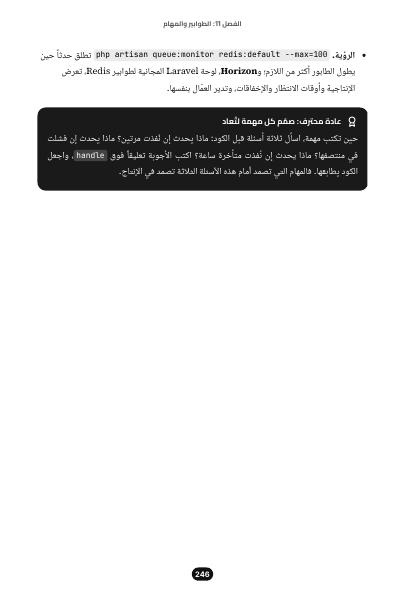 الفصل 11: الطوابير والمهام
• الرؤية. php artisan queue:monitor redis:default --max=100 تطلق حدثاً حين
يطول الطابور أكثر من اللازم؛ وHorizon، لوحة Laravel المجانية لطوابير Redis، تعرض
الإنتاجية وأوقات الانتظار والإخفاقات، وتدير العمّال بنفسها.
عادة محترف: صمّم كل مهمة لتُعاد
حين تكتب مهمة، اسأل ثلاثة أسئلة قبل الكود: ماذا يحدث إن نُفذت مرتين؟ ماذا يحدث إن فشلت
في منتصفها؟ ماذا يحدث إن نُفذت متأخرة ساعة؟ اكتب الأجوبة تعليقاً فوق handle، واجعل
الكود يطابعها. فالمهام التي تصمد أمام هذه الأسئلة الثلاثة تصمد في الإنتاج.
246